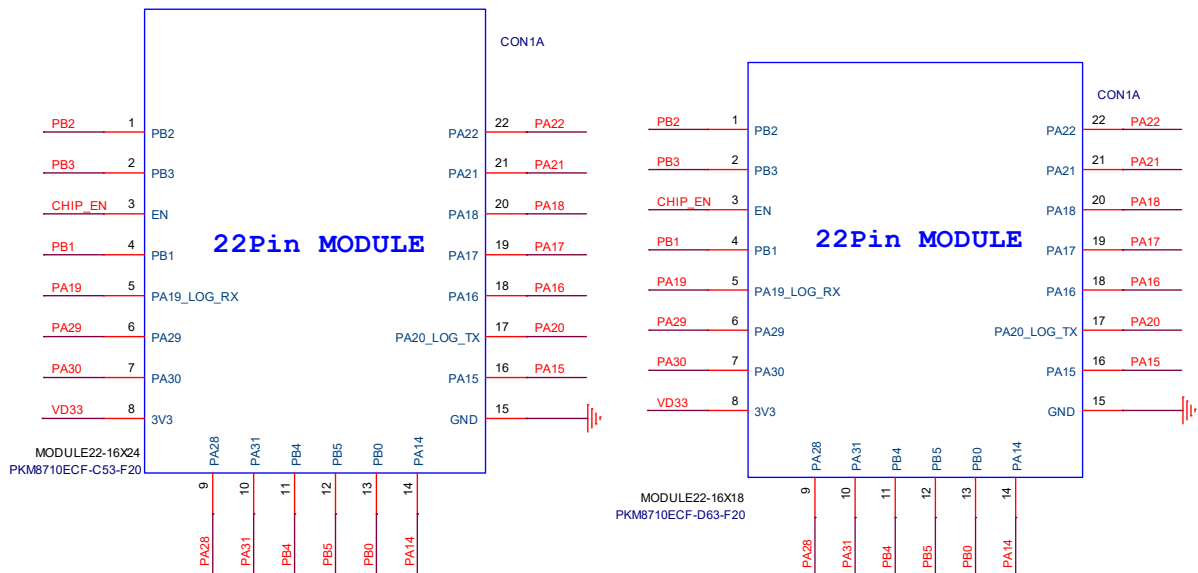 CON1A
PB2 1 PB2 PA22 22 PA22
PB3 2 PB3 PA21 21 PA21
CHIP_EN 3 EN PA18 20 PA18
22Pin MODULE
PB1 4 PB1 PA17 19 PA17
PA19 5 PA19_LOG_RX PA16 18 PA16
PA29 6 PA29 PA20_LOG_TX 17 PA20
PA30 7 PA30 PA15 16 PA15
VD33 8 3V3 GND 15
MODULE22-16X24
PKM8710ECF-C53-F20
PA28 PA31 PB4 PB5 PB0 PA14
9 10 11 12 13 14
PA28 PA31 PB4 PB5 PB0 PA14
CON1A
PB2 1 PB2 PA22 22 PA22
PB3 2 PB3 PA21 21 PA21
CHIP_EN 3 EN PA18 20 PA18
22Pin MODULE
PB1 4 PB1 PA17 19 PA17
PA19 5 PA19_LOG_RX PA16 18 PA16
PA29 6 PA29 PA20_LOG_TX 17 PA20
PA30 7 PA30 PA15 16 PA15
VD33 8 3V3 GND 15
PA28 PA31 PB4 PB5 PB0 PA14
MODULE22-16X18
PKM8710ECF-D63-F20
9 10 11 12 13 14
PA28 PA31 PB4 PB5 PB0 PA14